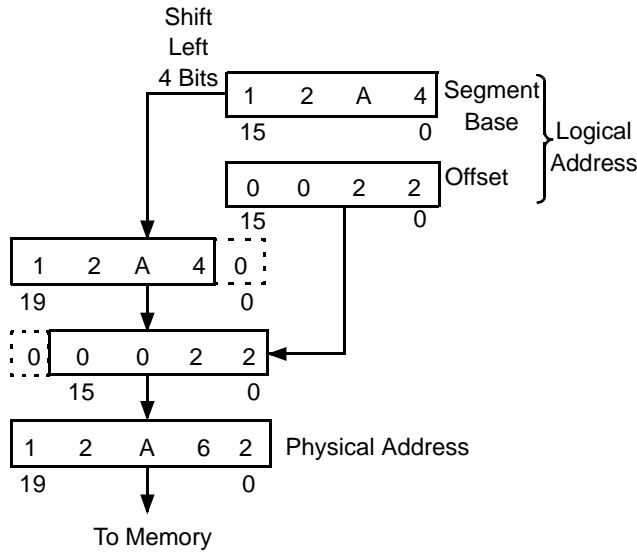 Shift
Left
4 Bits
1 2 A 4
Segment
Base
15 0
Logical
Address
0 0 2 2
Offset
15 0
1 2 A 4 0
19 0
0 0 0 2 2
15 0
1 2 A 6 2
Physical Address
19 0
To Memory